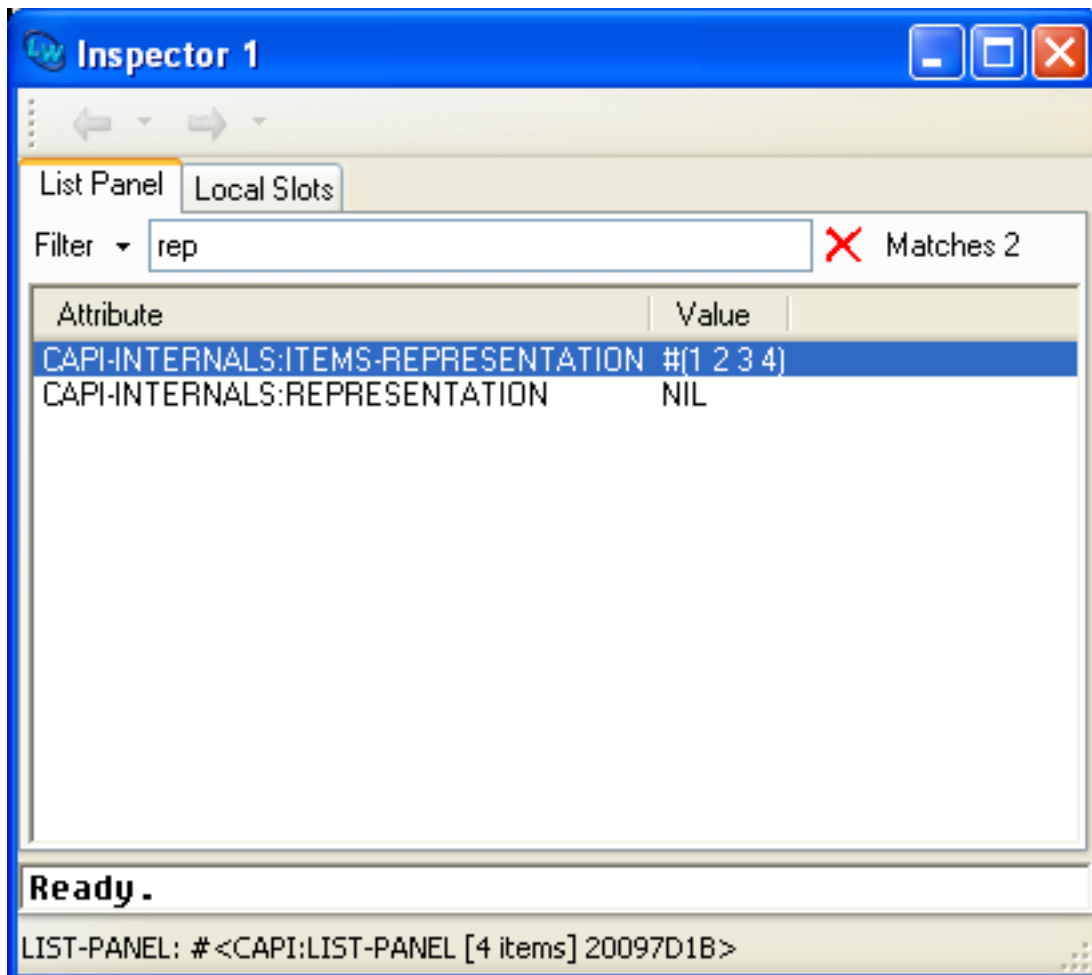 LW Inspector 1
List Panel Local Slots
Filter rep Matches 2
Attribute Value
CAPI-INTERNALS:ITEMS-REPRESENTATION #(1 2 3 4)
CAPI-INTERNALS:REPRESENTATION NIL
Ready.
LIST-PANEL: #<CAPI:LIST-PANEL [4 items] 20097D1B>